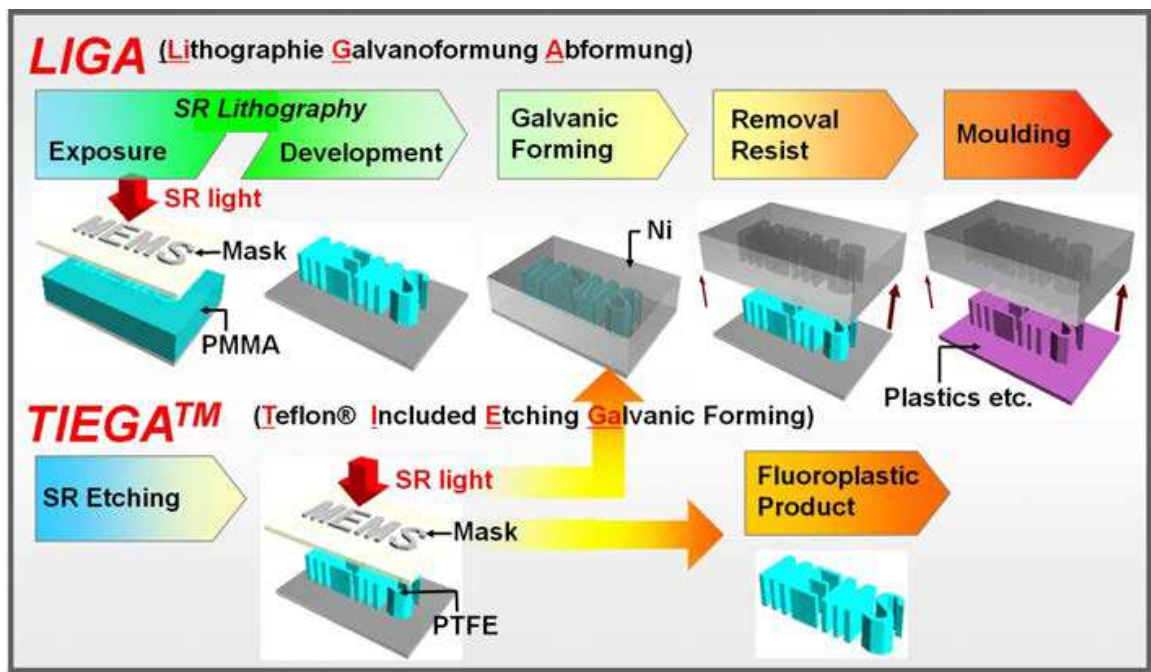 LIGA (Lithographie Galvanoformung Abformung)
SR Lithography
Exposure
Development
Galvanic
Forming
Removal
Resist
Moulding
SR light
MEMS
Mask
PMMA
Ni
Plastics etc.
TIEGA™ (Teflon® Included Etching Galvanic Forming)
SR Etching
SR light
MEMS
Mask
PTFE
Fluoroplastic
Product